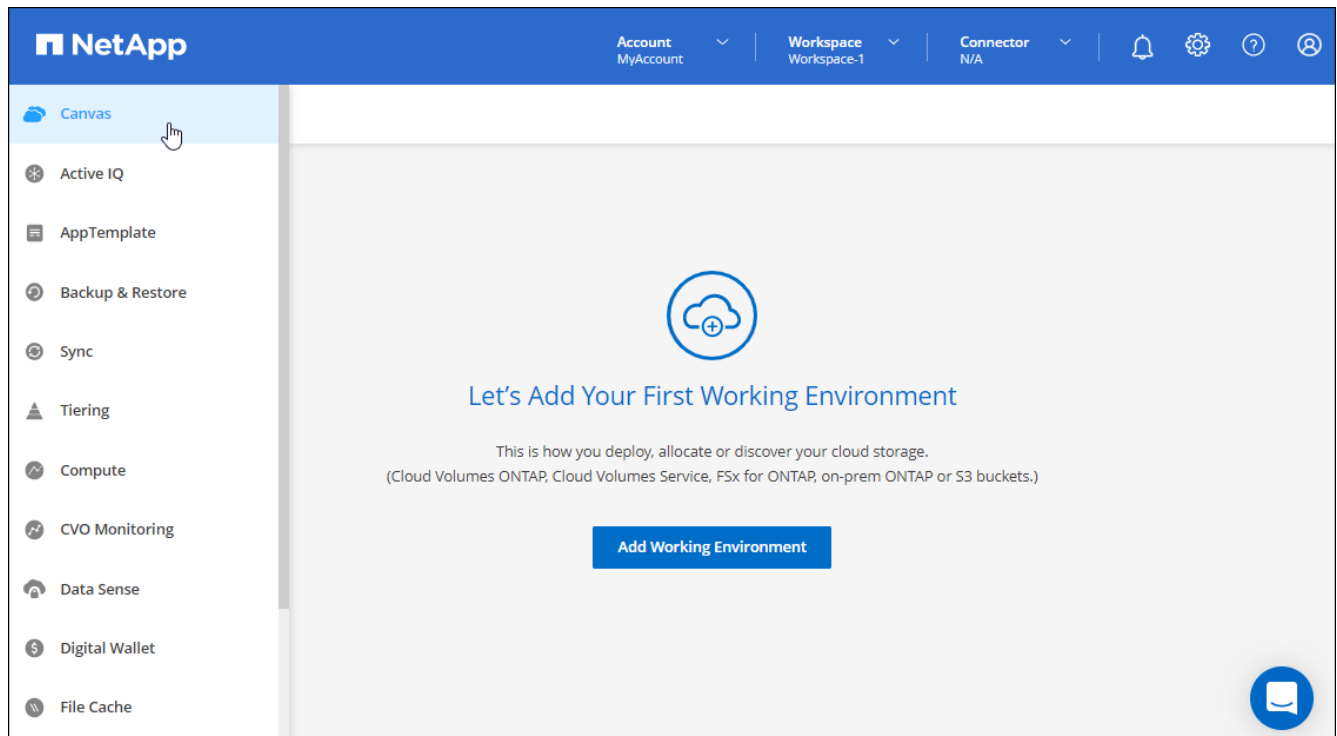 NetApp
Account
MyAccount
Workspace
Workspace-1
Connector
N/A
Canvas
Active IQ
AppTemplate
Backup & Restore
Sync
Tiering
Compute
CVO Monitoring
Data Sense
Digital Wallet
File Cache
Let's Add Your First Working Environment
This is how you deploy, allocate or discover your cloud storage.
(Cloud Volumes ONTAP, Cloud Volumes Service, FSx for ONTAP, on-prem ONTAP or S3 buckets.)
Add Working Environment